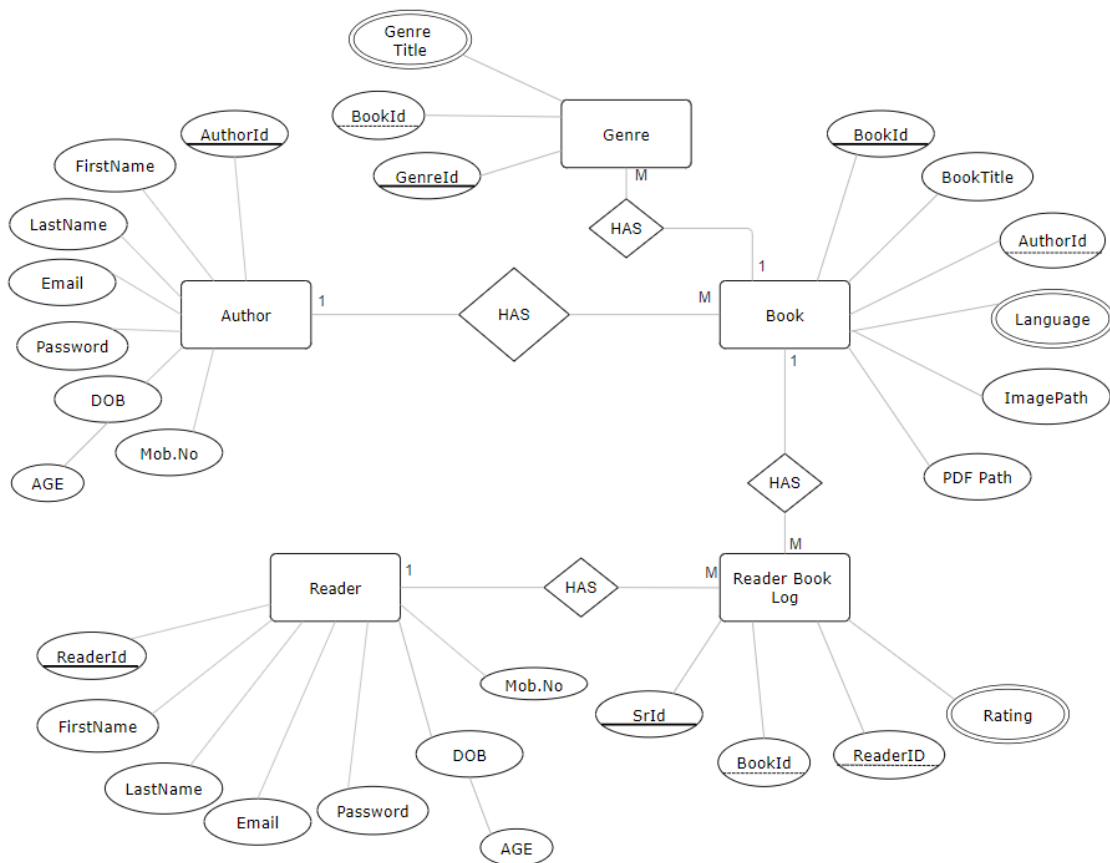 Genre
Title
BookId
GenreId
Genre
M
HAS
1
AuthorId
FirstName
LastName
Email
Password
DOB
AGE
Mob.No
Author
1
HAS
M
Book
1
BookId
BookTitle
AuthorId
Language
ImagePath
PDF Path
HAS
M
Reader
1
HAS
M
Reader Book
Log
ReaderId
FirstName
LastName
Email
Password
DOB
AGE
Mob.No
SrId
BookId
ReaderID
Rating